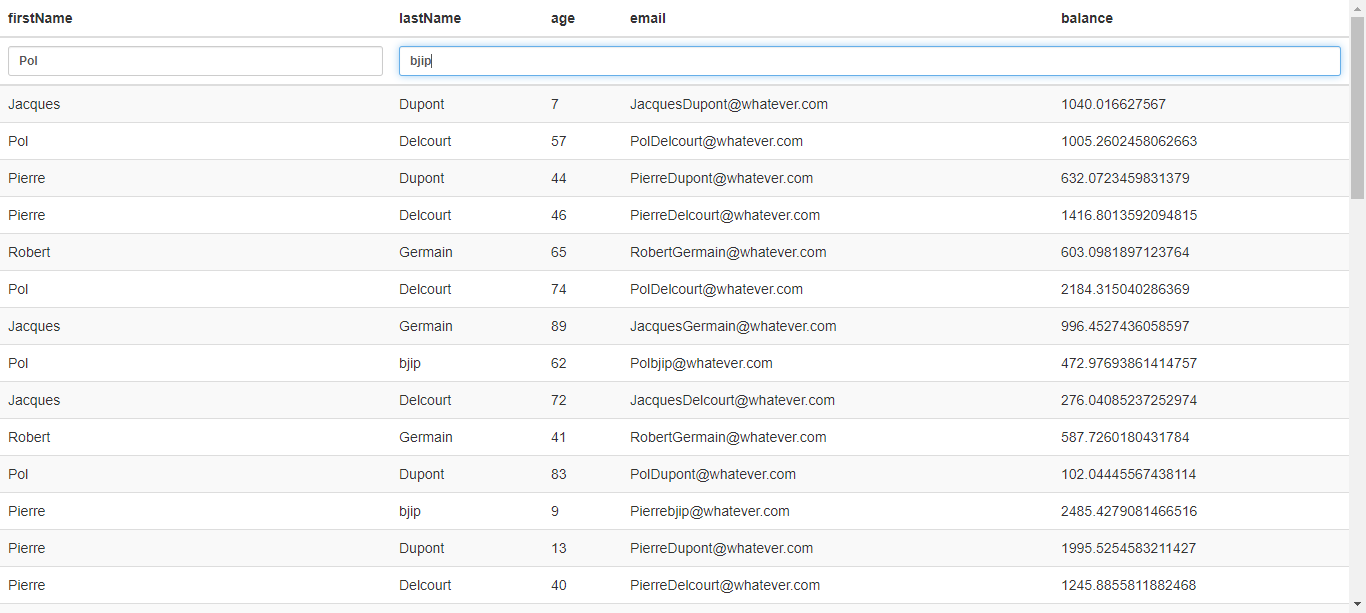 firstName lastName age email balance
Pol bjip
Jacques Dupont 7 JacquesDupont@whatever.com 1040.016627567
Pol Delcourt 57 PolDelcourt@whatever.com 1005.2602458062663
Pierre Dupont 44 PierreDupont@whatever.com 632.0723459831379
Pierre Delcourt 46 PierreDelcourt@whatever.com 1416.8013592094815
Robert Germain 65 RobertGermain@whatever.com 603.0981897123764
Pol Delcourt 74 PolDelcourt@whatever.com 2184.315040286369
Jacques Germain 89 JacquesGermain@whatever.com 996.4527436058597
Pol bjip 62 Polbjip@whatever.com 472.97693861414757
Jacques Delcourt 72 JacquesDelcourt@whatever.com 276.04085237252974
Robert Germain 41 RobertGermain@whatever.com 587.7260180431784
Pol Dupont 83 PolDupont@whatever.com 102.04445567438114
Pierre bjip 9 Pierrebjip@whatever.com 2485.4279081466516
Pierre Dupont 13 PierreDupont@whatever.com 1995.5254583211427
Pierre Delcourt 40 PierreDelcourt@whatever.com 1245.8855811882468